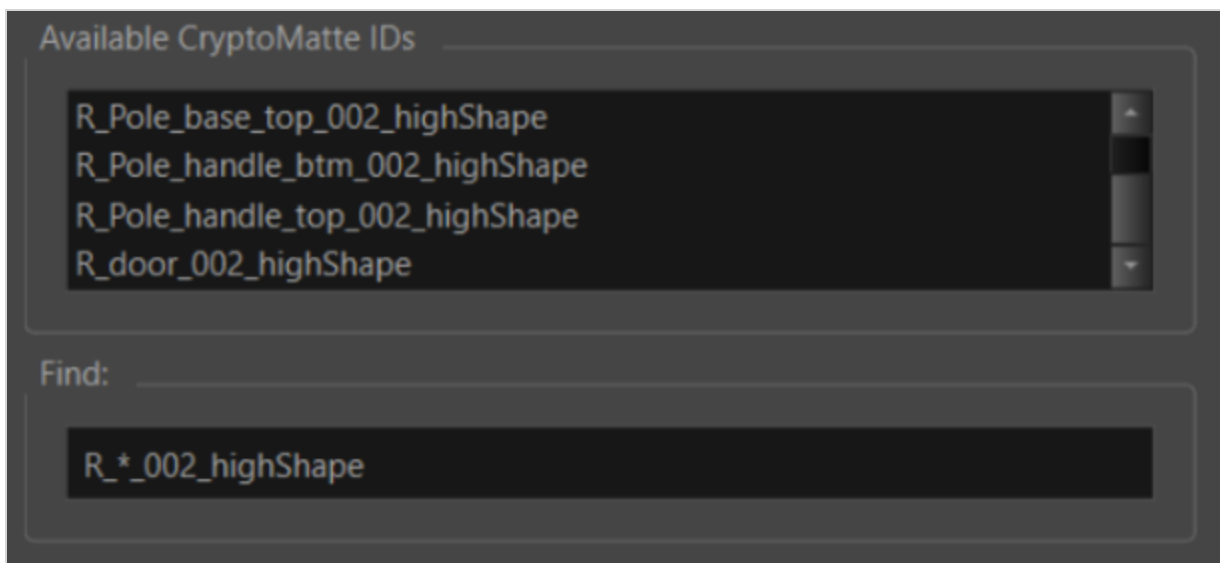 Available CryptoMatte IDs
R_Pole_base_top_002_highShape
R_Pole_handle_btm_002_highShape
R_Pole_handle_top_002_highShape
R_door_002_highShape
Find:
R_*_002_highShape